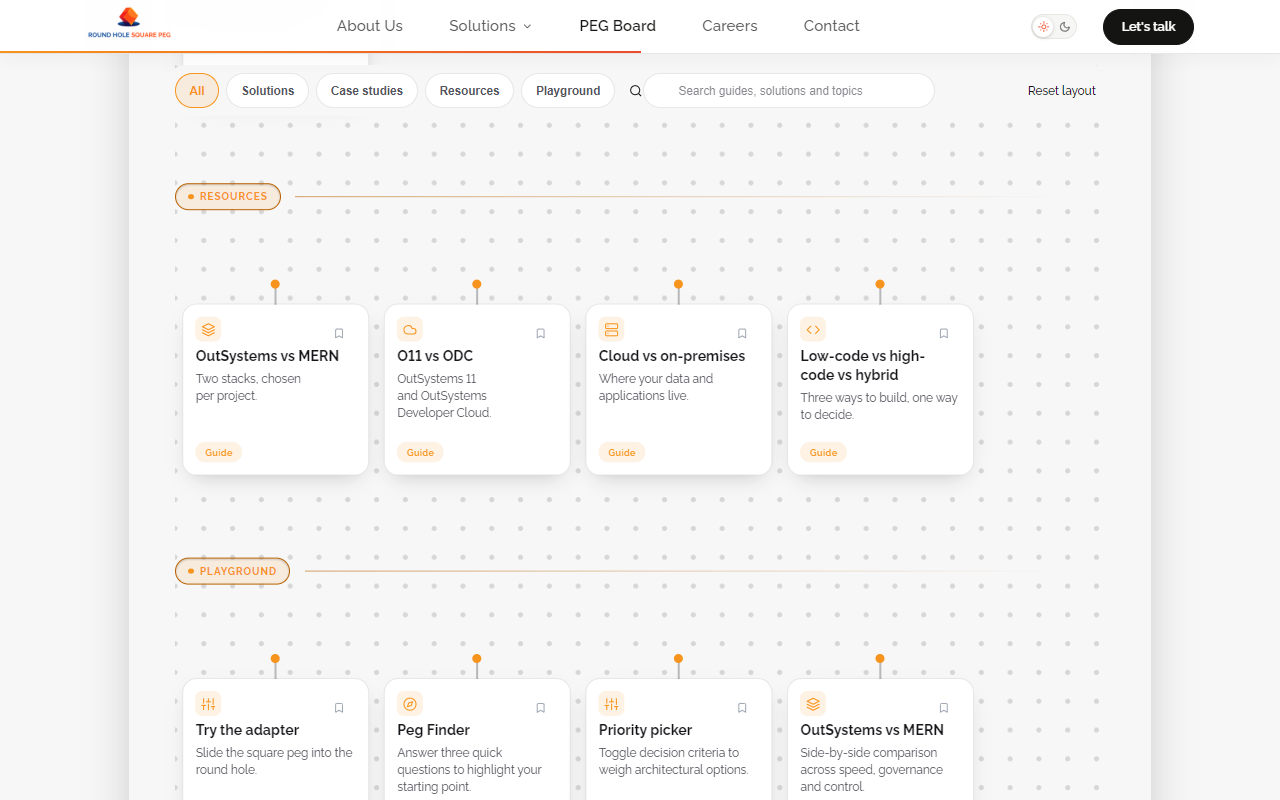 ROUND HOLE SQUARE PEG
About Us
Solutions
PEG Board
Careers
Contact
Let's talk
All
Solutions
Case studies
Resources
Playground
Search guides, solutions and topics
Reset layout
RESOURCES
OutSystems vs MERN
Two stacks, chosen
per project.
Guide
O11 vs ODC
OutSystems 11
and OutSystems
Developer Cloud.
Guide
Cloud vs on-premises
Where your data and
applications live.
Guide
Low-code vs high-
code vs hybrid
Three ways to build, one way
to decide.
Guide
PLAYGROUND
Try the adapter
Slide the square peg into the
round hole.
Peg Finder
Answer three quick
questions to highlight your
starting point.
Priority picker
Toggle decision criteria to
weigh architectural options.
OutSystems vs MERN
Side-by-side comparison
across speed, governance
and control.